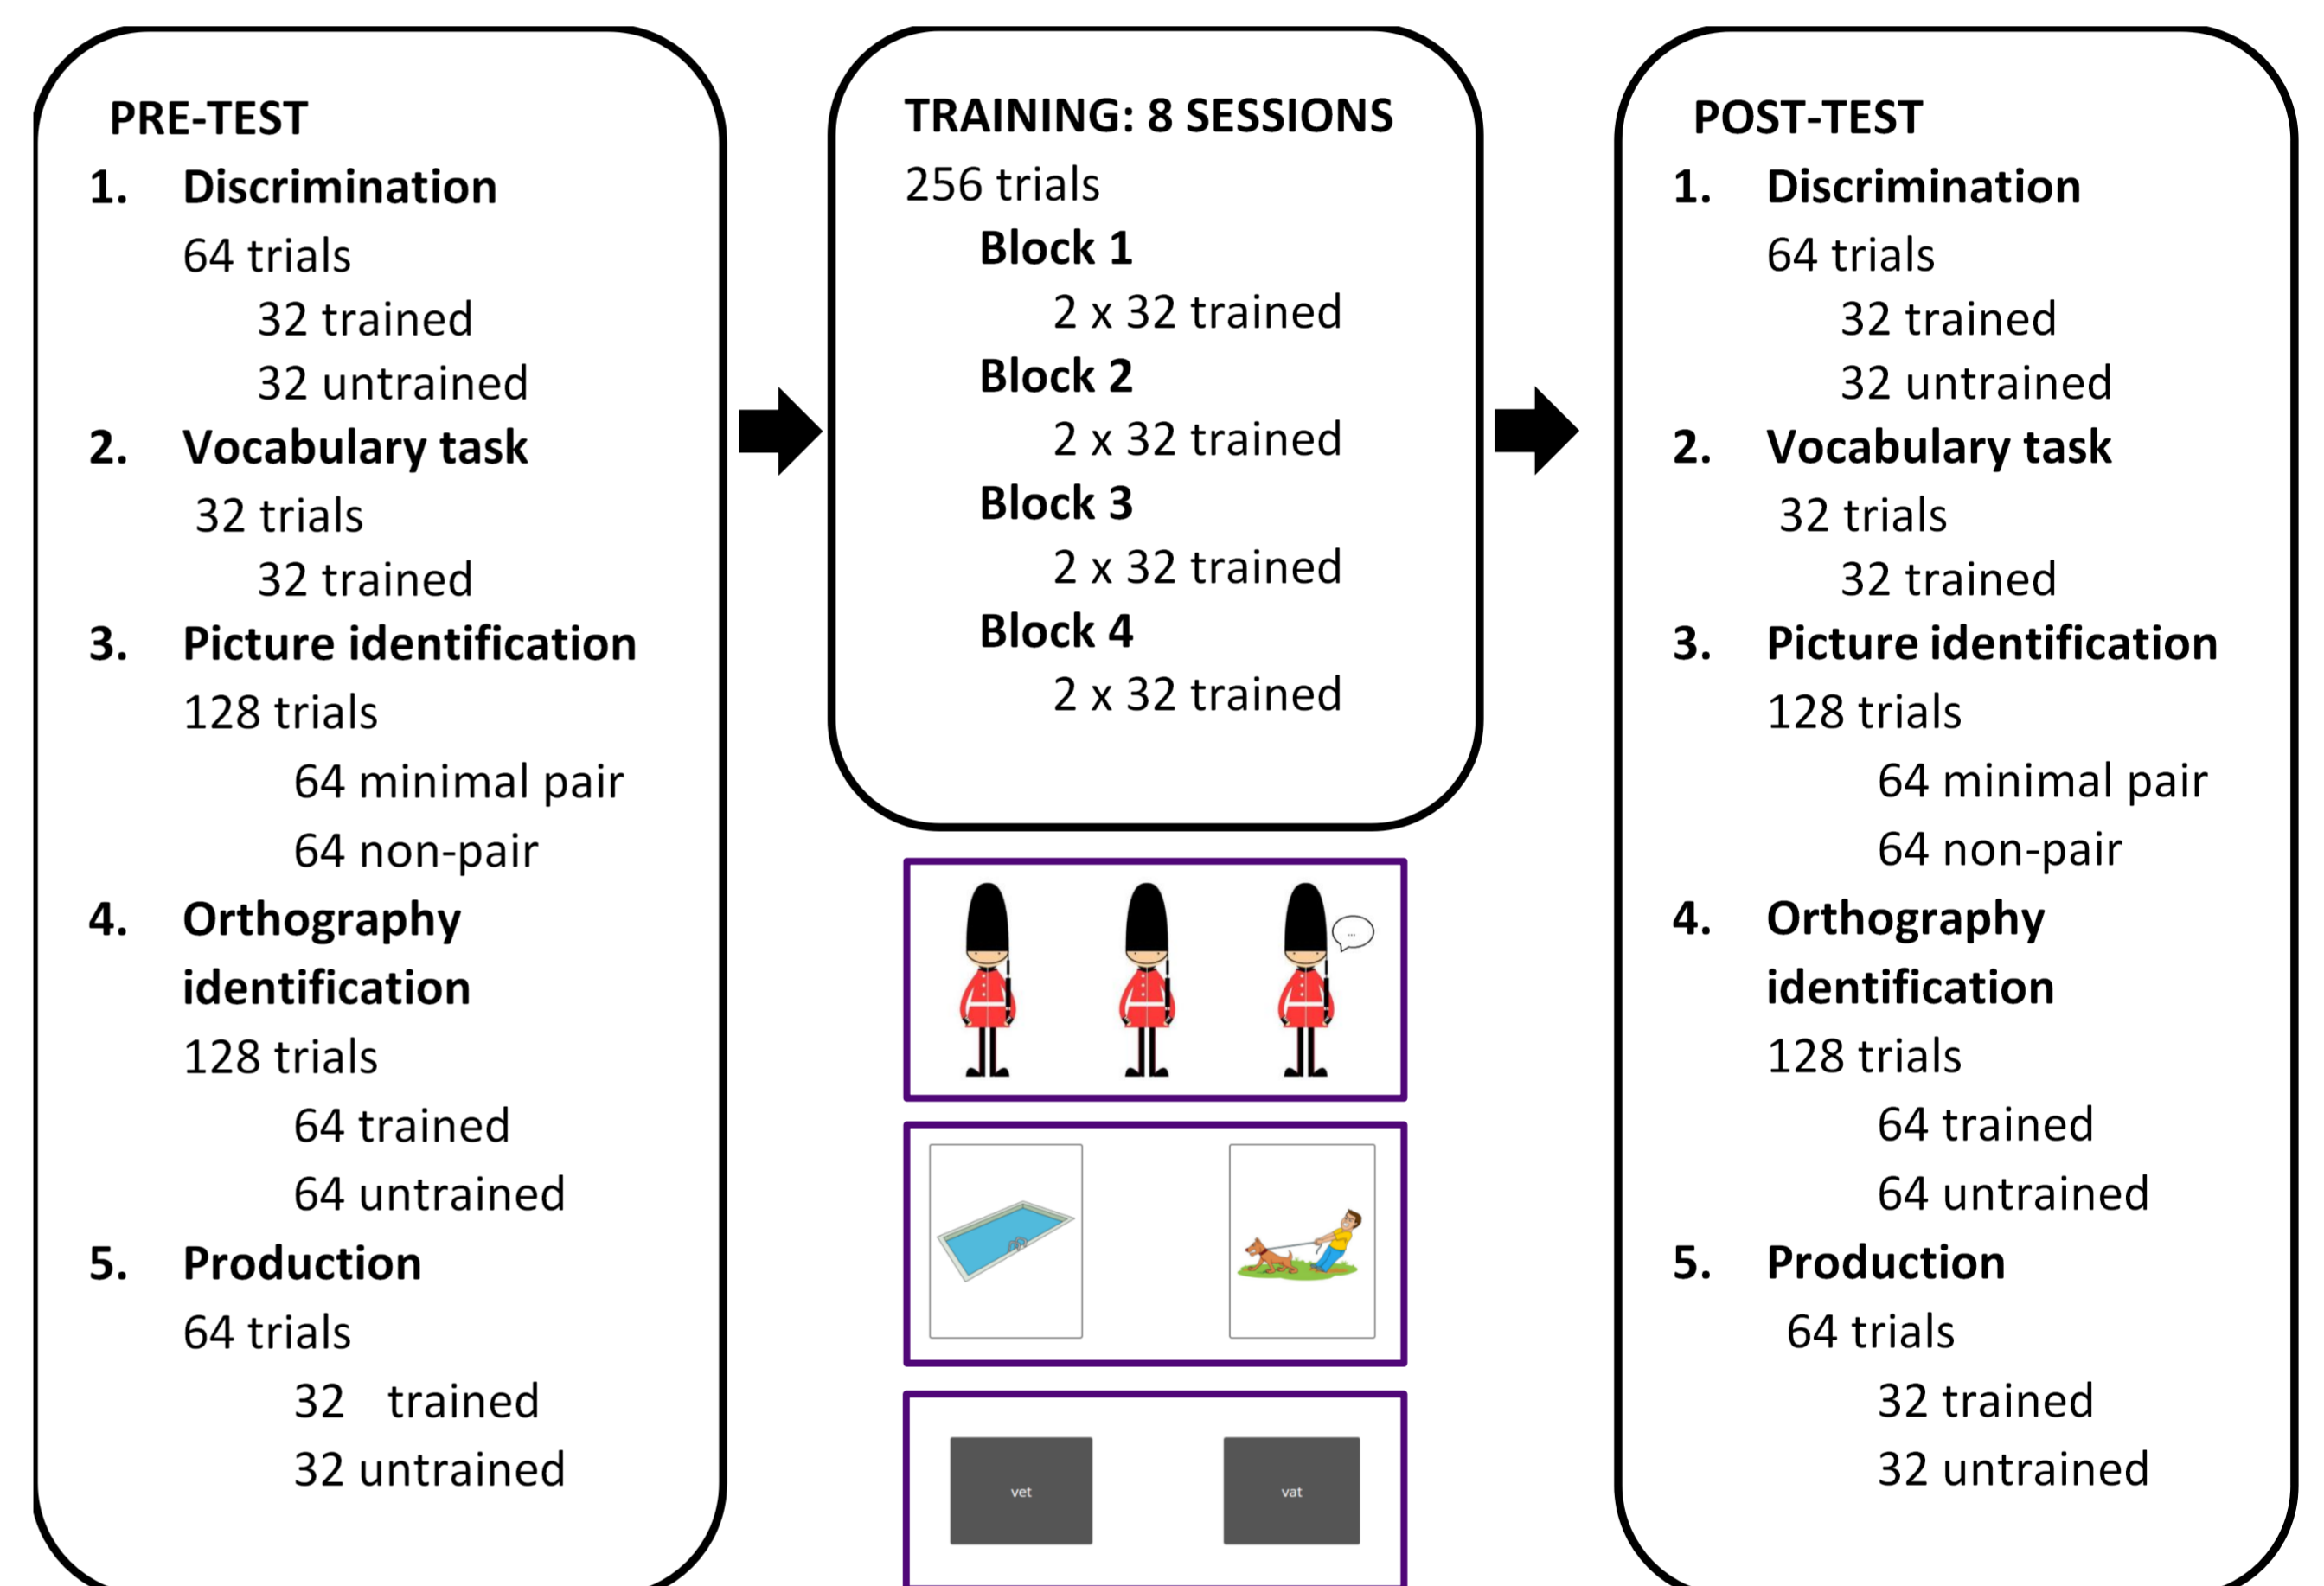 PRE-TEST
1. Discrimination
64 trials
32 trained
32 untrained
2. Vocabulary task
32 trials
32 trained
3. Picture identification
128 trials
64 minimal pair
64 non-pair
4. Orthography
identification
128 trials
64 trained
64 untrained
5. Production
64 trials
32 trained
32 untrained
TRAINING: 8 SESSIONS
256 trials
Block 1
2 x 32 trained
Block 2
2 x 32 trained
Block 3
2 x 32 trained
Block 4
2 x 32 trained
...
vet
vat
POST-TEST
1. Discrimination
64 trials
32 trained
32 untrained
2. Vocabulary task
32 trials
32 trained
3. Picture identification
128 trials
64 minimal pair
64 non-pair
4. Orthography
identification
128 trials
64 trained
64 untrained
5. Production
64 trials
32 trained
32 untrained